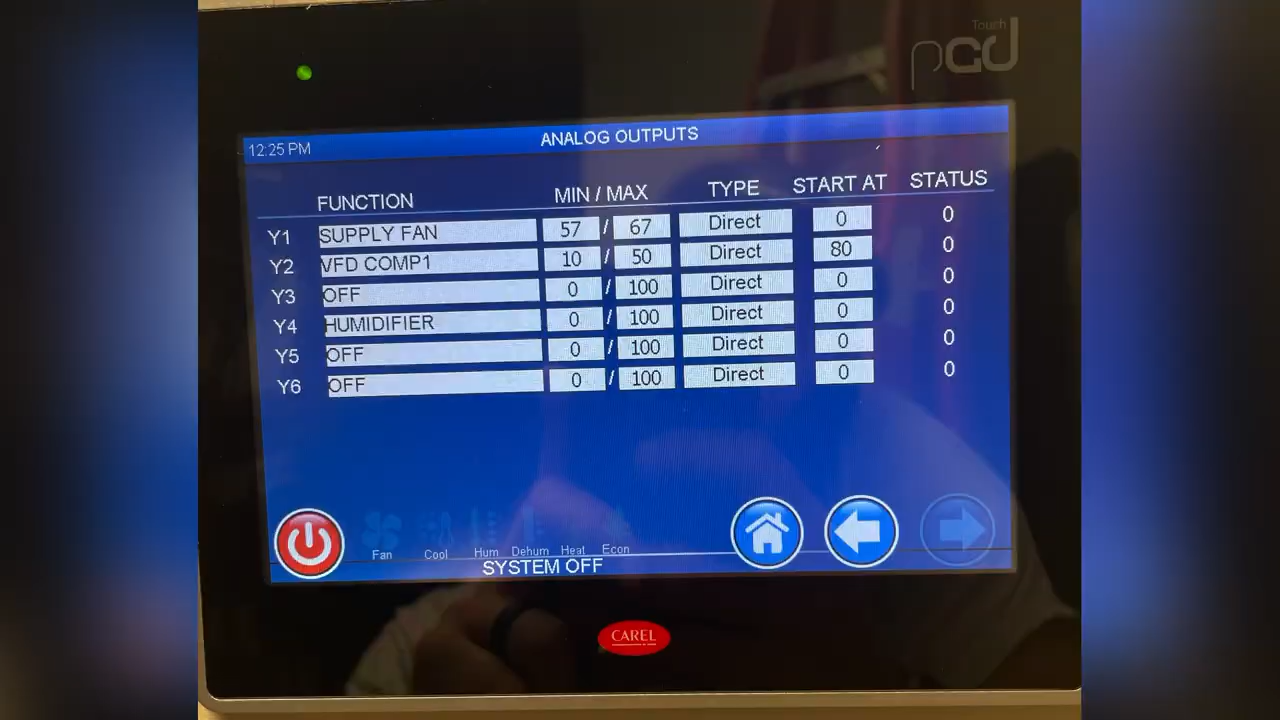 Touch
pGD
12:25 PM
ANALOG OUTPUTS
FUNCTION MIN / MAX TYPE START AT STATUS
Y1 SUPPLY FAN 57 / 67 Direct 0 0
Y2 VFD COMP1 10 / 50 Direct 80 0
Y3 OFF 0 / 100 Direct 0 0
Y4 HUMIDIFIER 0 / 100 Direct 0 0
Y5 OFF 0 / 100 Direct 0 0
Y6 OFF 0 / 100 Direct 0 0
Fan Cool Hum Dehum Heat Econ
SYSTEM OFF
CAREL